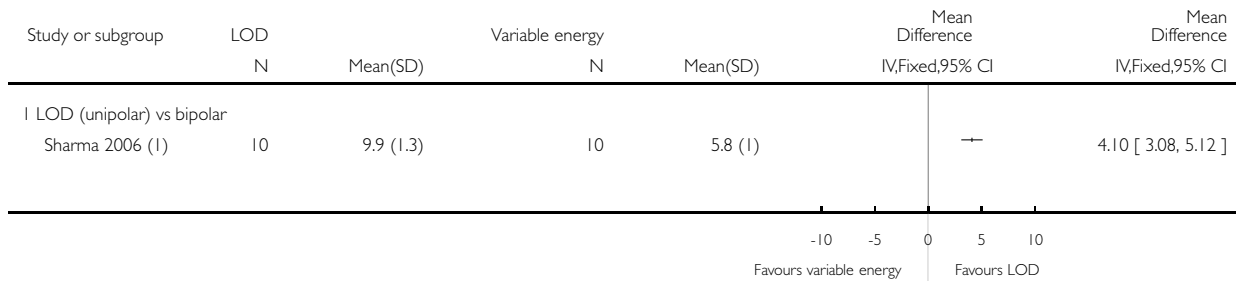 Study or subgroup LOD Variable energy Mean Difference Mean Difference
N Mean(SD) N Mean(SD) IV,Fixed,95% CI IV,Fixed,95% CI
1 LOD (unipolar) vs bipolar
Sharma 2006 (1) 10 9.9 (1.3) 10 5.8 (1) 4.10 [ 3.08, 5.12 ]
-10 -5 0 5 10
Favours variable energy Favours LOD